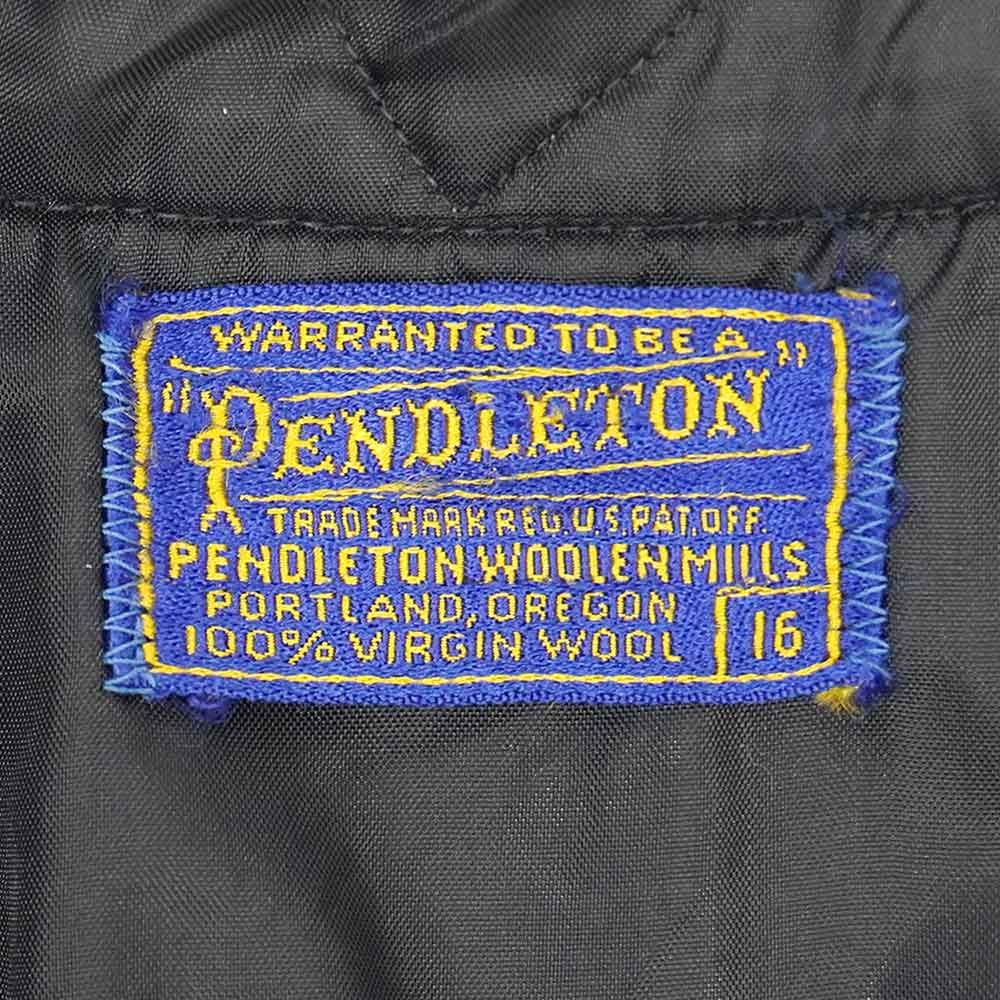 WARRANTED TO BE A
"PENDLETON"
TRADE MARK REG. U.S. PAT. OFF.
PENDLETON WOOLEN MILLS
PORTLAND, OREGON
100% VIRGIN WOOL
16